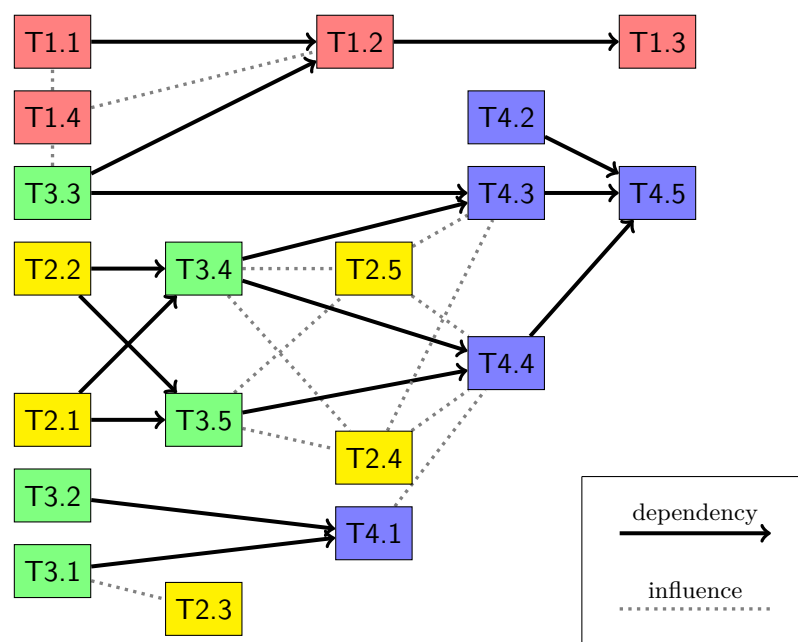 T1.1
T1.2
T1.3
T1.4
T4.2
T3.3
T4.3
T4.5
T2.2
T3.4
T2.5
T4.4
T2.1
T3.5
T2.4
T3.2
T4.1
T3.1
T2.3
dependency
influence